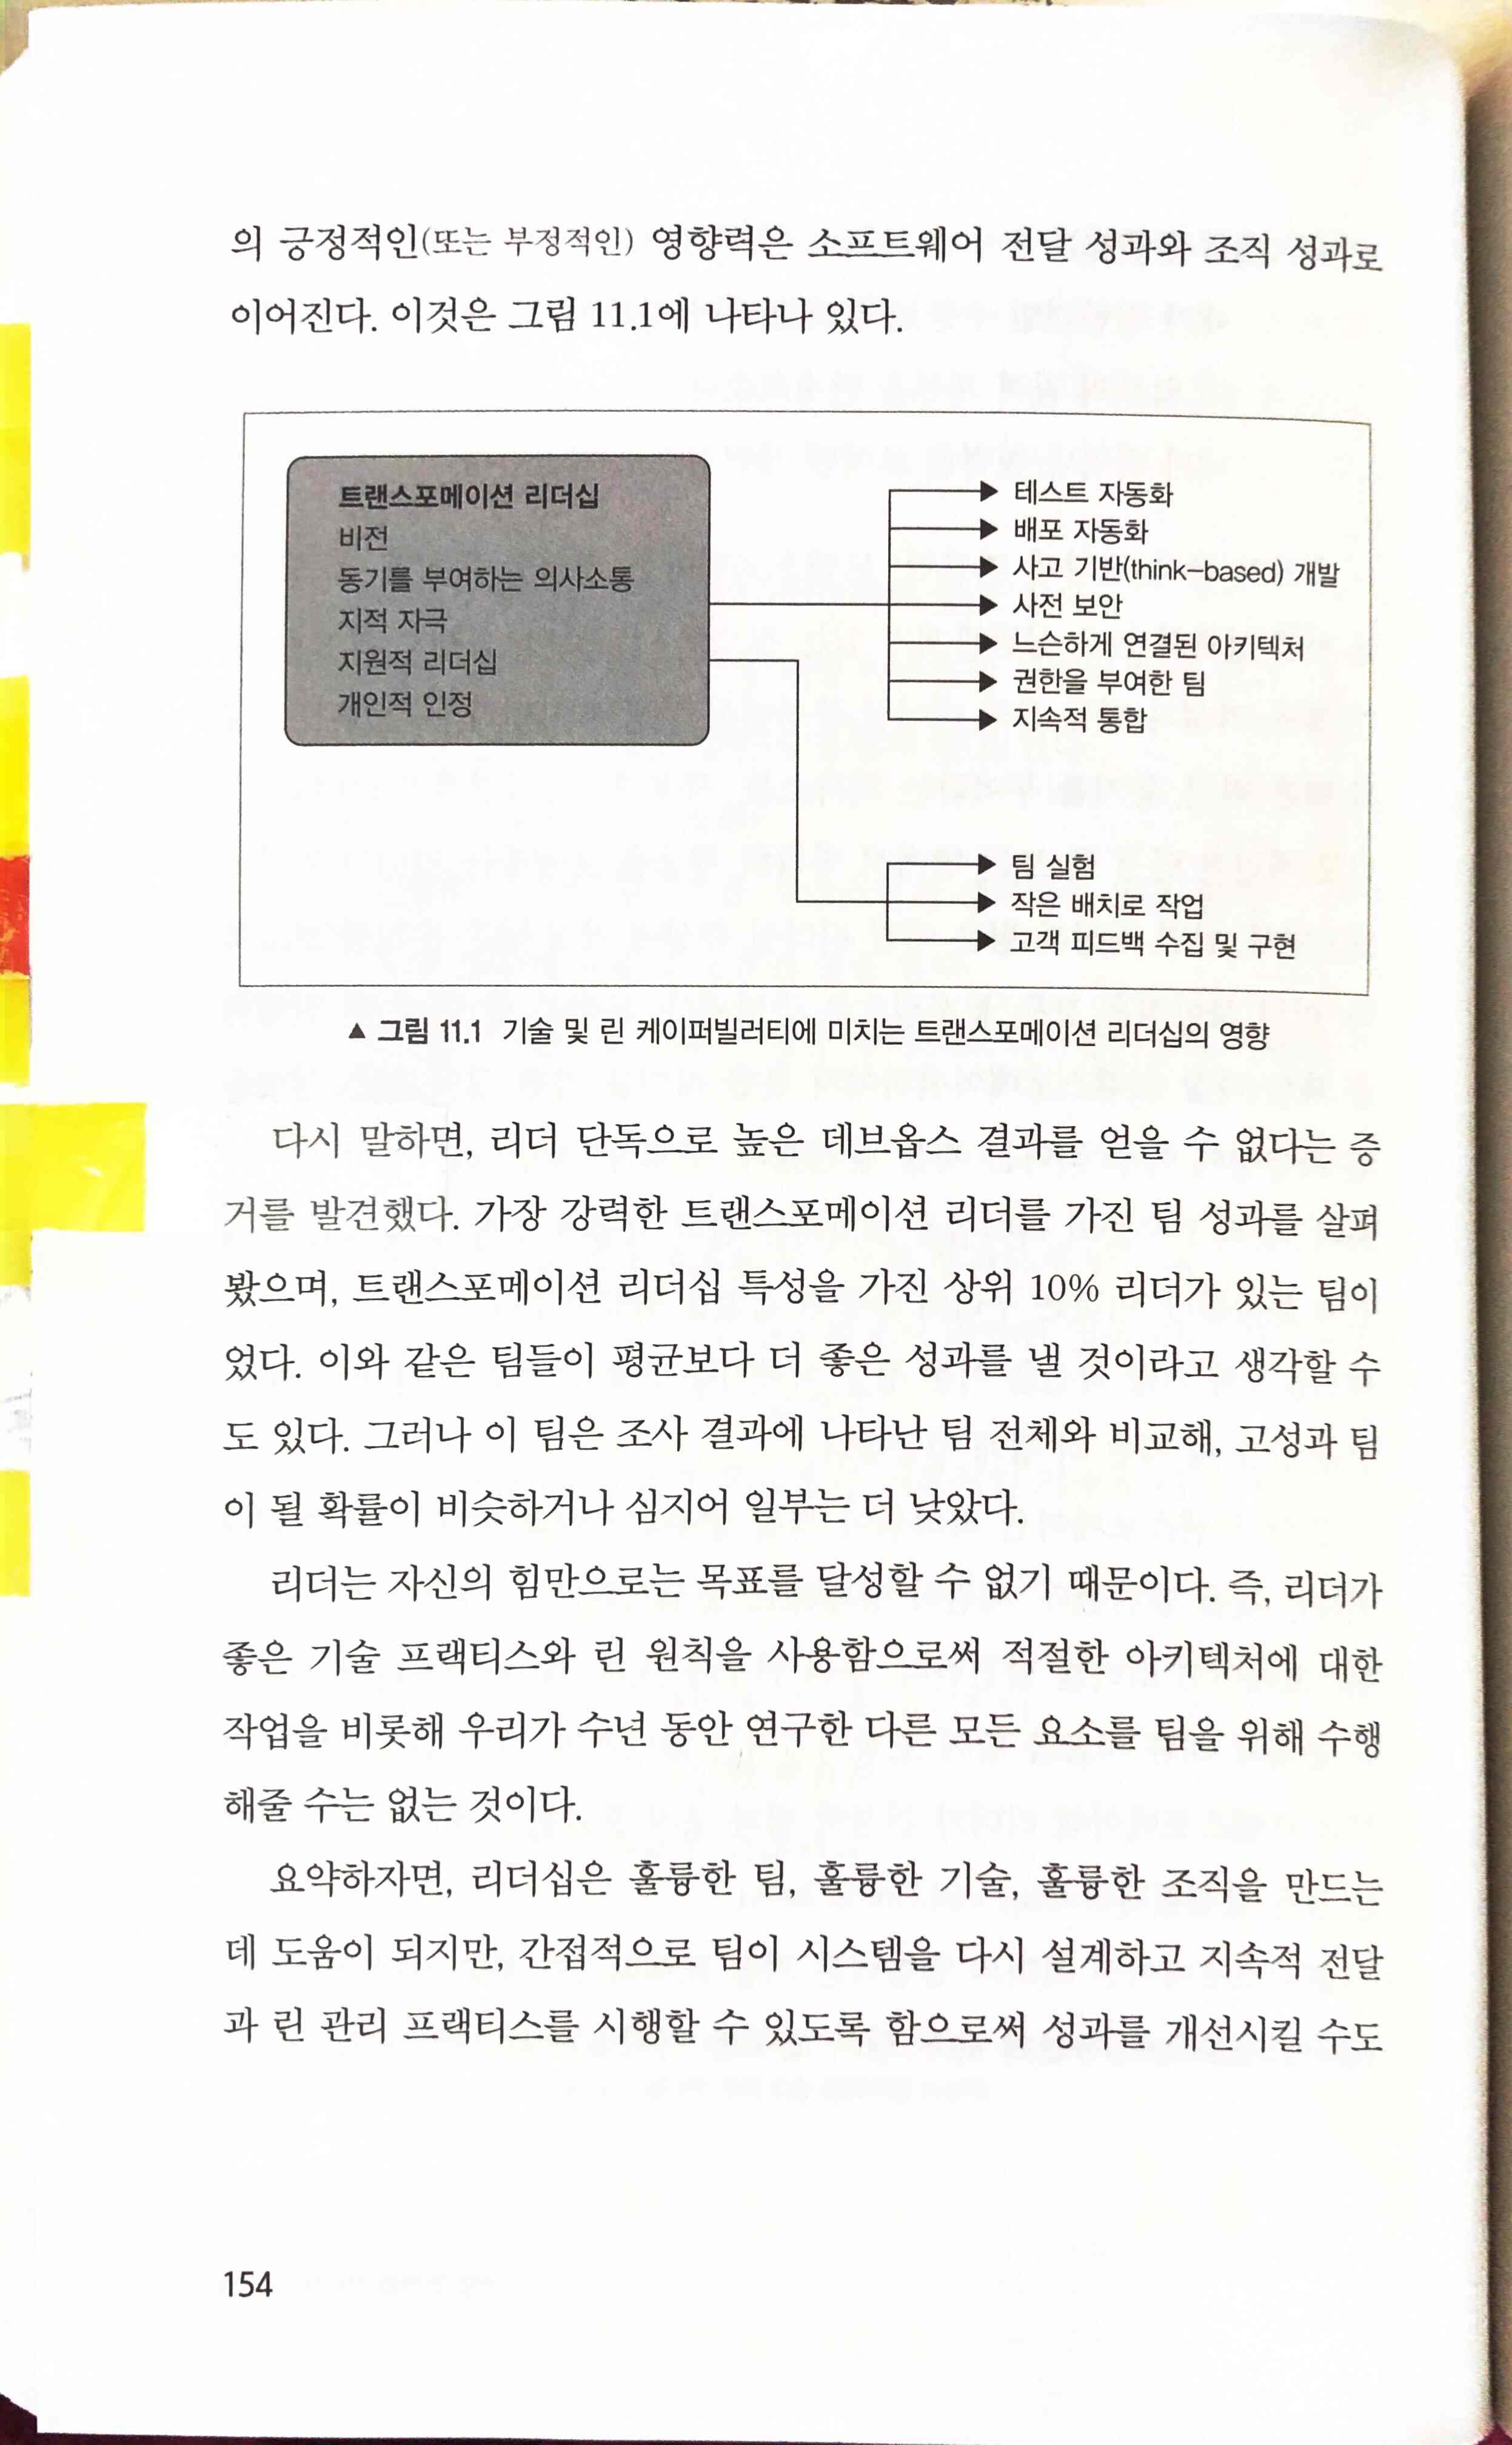 의 긍정적인(또는 부정적인) 영향력은 소프트웨어 전달 성과와 조직 성과로
이어진다. 이것은 그림 11.1에 나타나 있다.
트랜스포메이션 리더십
비전
동기를 부여하는 의사소통
지적 자극
지원적 리더십
개인적 인정
테스트 자동화
배포 자동화
사고 기반(think-based) 개발
사전 보안
느슨하게 연결된 아키텍처
권한을 부여한 팀
지속적 통합
팀 실험
작은 배치로 작업
고객 피드백 수집 및 구현
▲ 그림 11.1 기술 및 린 케이퍼빌러티에 미치는 트랜스포메이션 리더십의 영향
다시 말하면, 리더 단독으로 높은 데브옵스 결과를 얻을 수 없다는 증
거를 발견했다. 가장 강력한 트랜스포메이션 리더를 가진 팀 성과를 살펴
봤으며, 트랜스포메이션 리더십 특성을 가진 상위 10% 리더가 있는 팀이
었다. 이와 같은 팀들이 평균보다 더 좋은 성과를 낼 것이라고 생각할 수
도 있다. 그러나 이 팀은 조사 결과에 나타난 팀 전체와 비교해, 고성과 팀
이 될 확률이 비슷하거나 심지어 일부는 더 낮았다.
리더는 자신의 힘만으로는 목표를 달성할 수 없기 때문이다. 즉, 리더가
좋은 기술 프랙티스와 린 원칙을 사용함으로써 적절한 아키텍처에 대한
작업을 비롯해 우리가 수년 동안 연구한 다른 모든 요소를 팀을 위해 수행
해줄 수는 없는 것이다.
요약하자면, 리더십은 훌륭한 팀, 훌륭한 기술, 훌륭한 조직을 만드는
데 도움이 되지만, 간접적으로 팀이 시스템을 다시 설계하고 지속적 전달
과 린 관리 프랙티스를 시행할 수 있도록 함으로써 성과를 개선시킬 수도
154